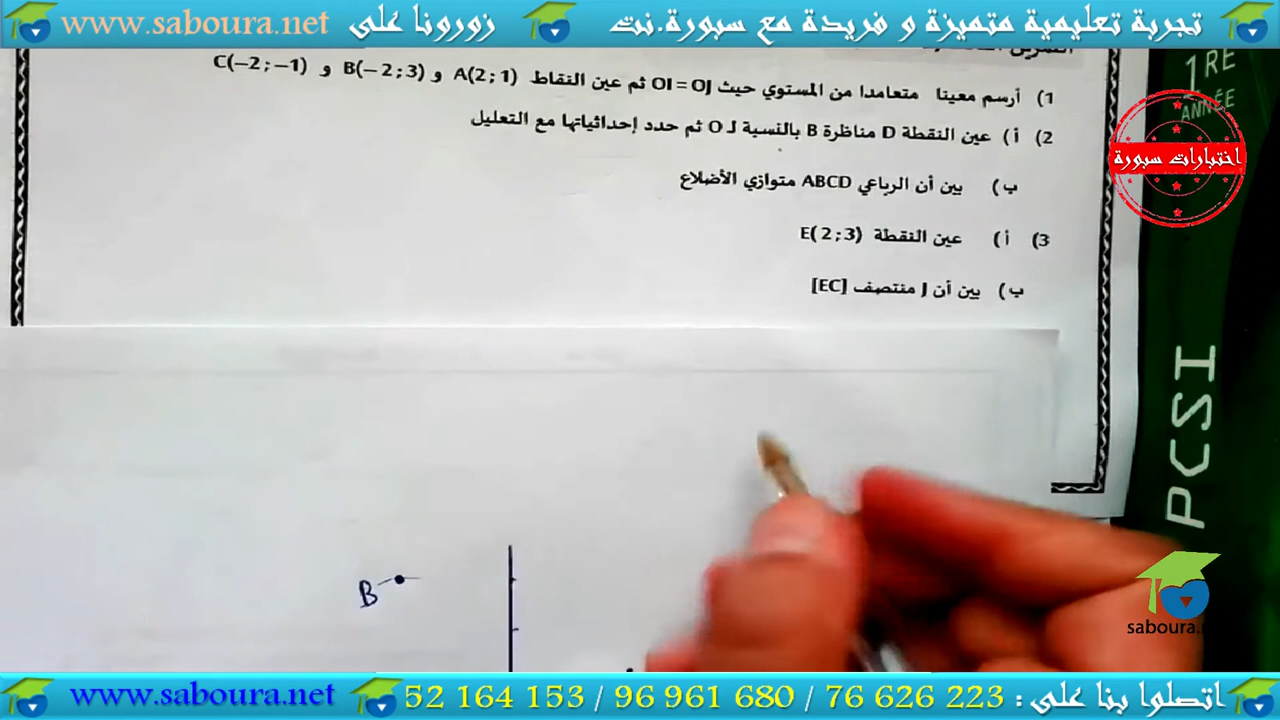 تجربة تعليمية متميزة و فريدة مع سبورة.نت زورونا على www.saboura.net
1) أرسم معينا متعامدا من المستوي حيث OI = OJ ثم عين النقاط A(2 ; 1) و B(−2 ; 3) و C(−2 ; −1)
2) أ ) عين النقطة D مناظرة B بالنسبة لـ O ثم حدد إحداثياتها مع التعليل
ب ) بين أن الرباعي ABCD متوازي الأضلاع
3) أ ) عين النقطة E( 2 ; 3)
ب ) بين أن J منتصف [EC]
1RE
ANNÉE
اختبارات سبورة
PCSI
B
اتصلوا بنا على : 223 626 76 / 680 961 96 / 153 164 52 www.saboura.net